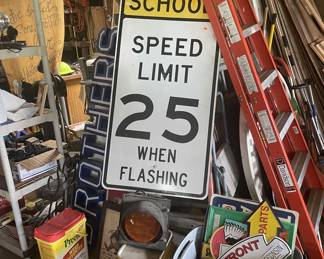 SCHOOL
SPEED
LIMIT
25
WHEN
FLASHING
ROTHERS
PARTS
FRONT